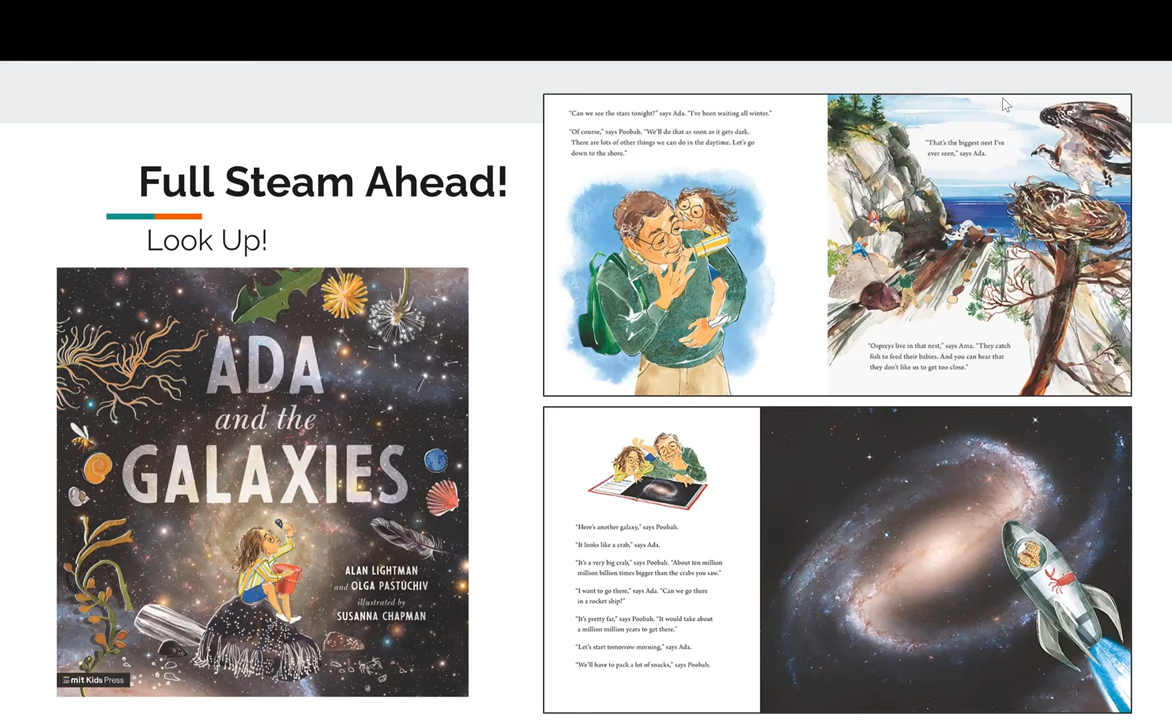 Full Steam Ahead!
Look Up!
ADA
and the
GALAXIES
ALAN LIGHTMAN
and OLGA PASTUCHIV
illustrated by
SUSANNA CHAPMAN
mit Kids Press
"Can we see the stars tonight?" says Ada. "I've been waiting all winter."
"Of course," says Poobah. "We'll do that as soon as it gets dark.
There are lots of other things we can do in the daytime. Let's go
down to the shore."
"That's the biggest nest I've
ever seen," says Ada.
"Ospreys live in that nest," says Ama. "They catch
fish to feed their babies. And you can hear that
they don't like us to get too close."
"Here's another galaxy," says Poobah.
"It looks like a crab," says Ada.
"It's a very big crab," says Poobah. "About ten million
million billion times bigger than the crabs you saw."
"I want to go there," says Ada. "Can we go there
in a rocket ship?"
"It's pretty far," says Poobah. "It would take about
a million million years to get there."
"Let's start tomorrow morning," says Ada.
"We'll have to pack a lot of snacks," says Poobah.